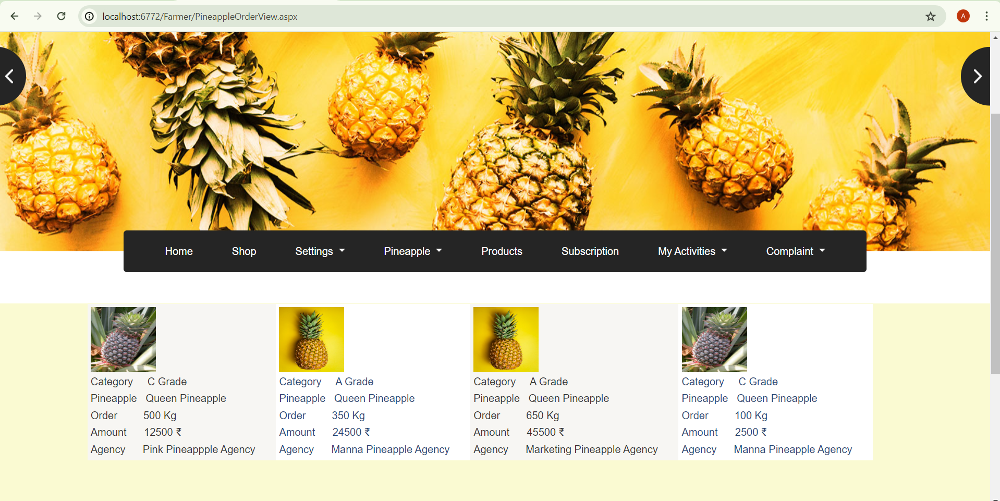 localhost:6772/Farmer/PineappleOrderView.aspx
A
Home Shop Settings Pineapple Products Subscription My Activities Complaint
Category C Grade
Pineapple Queen Pineapple
Order 500 Kg
Amount 12500 ₹
Agency Pink Pineappple Agency
Category A Grade
Pineapple Queen Pineapple
Order 350 Kg
Amount 24500 ₹
Agency Manna Pineapple Agency
Category A Grade
Pineapple Queen Pineapple
Order 650 Kg
Amount 45500 ₹
Agency Marketing Pineapple Agency
Category C Grade
Pineapple Queen Pineapple
Order 100 Kg
Amount 2500 ₹
Agency Manna Pineapple Agency